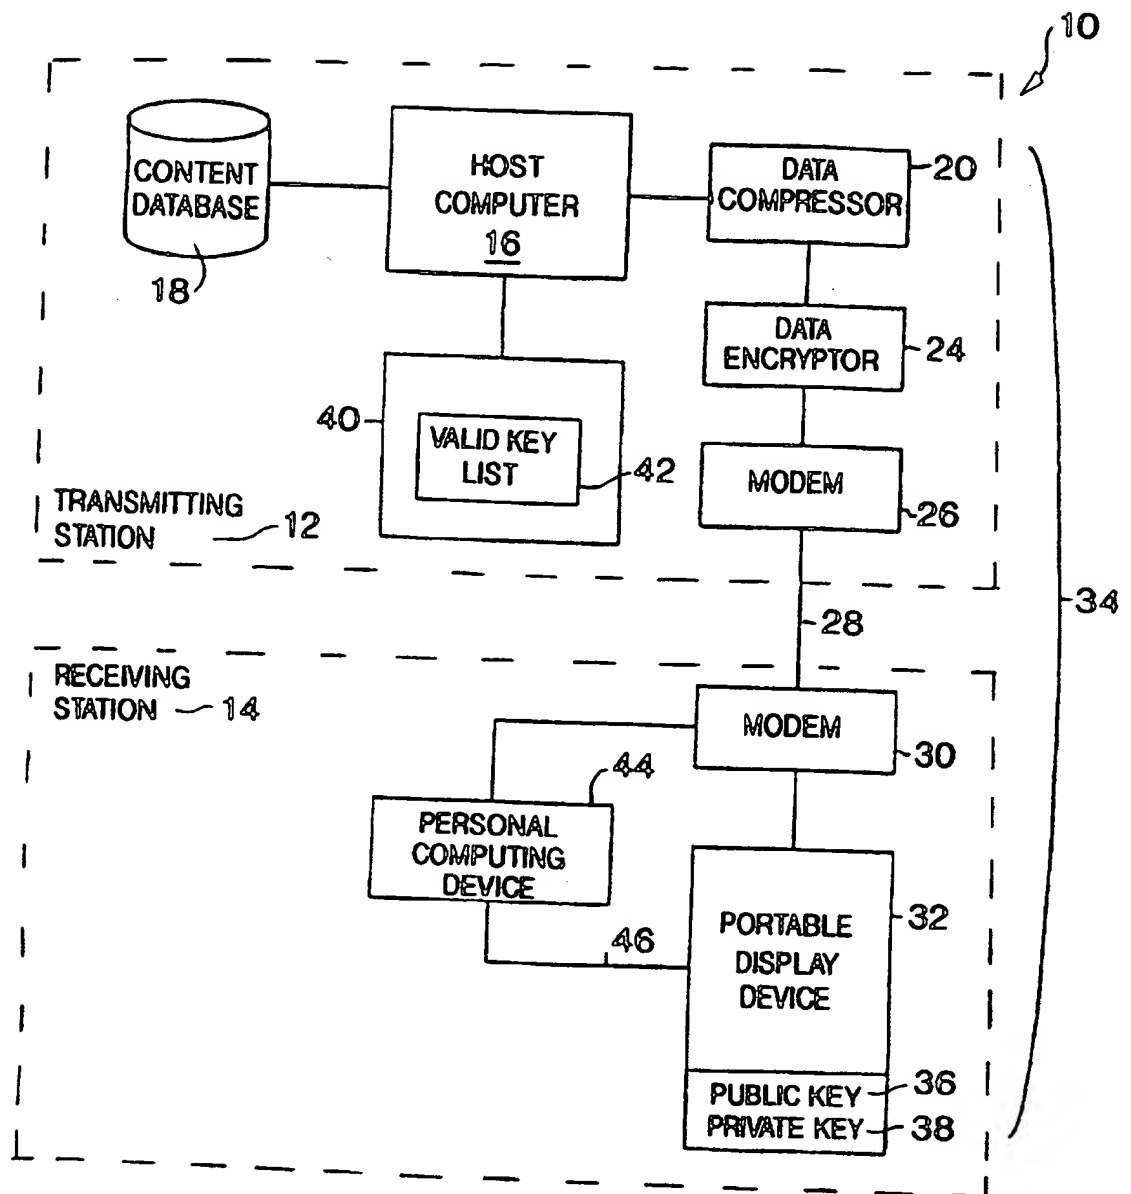 10
CONTENT
DATABASE
18
HOST
COMPUTER
16
DATA
COMPRESSOR
20
DATA
ENCRYPTOR
24
40
VALID KEY
LIST
42
MODEM
26
TRANSMITTING
STATION
12
28
34
RECEIVING
STATION
14
MODEM
30
44
PERSONAL
COMPUTING
DEVICE
46
PORTABLE
DISPLAY
DEVICE
32
PUBLIC KEY
36
PRIVATE KEY
38